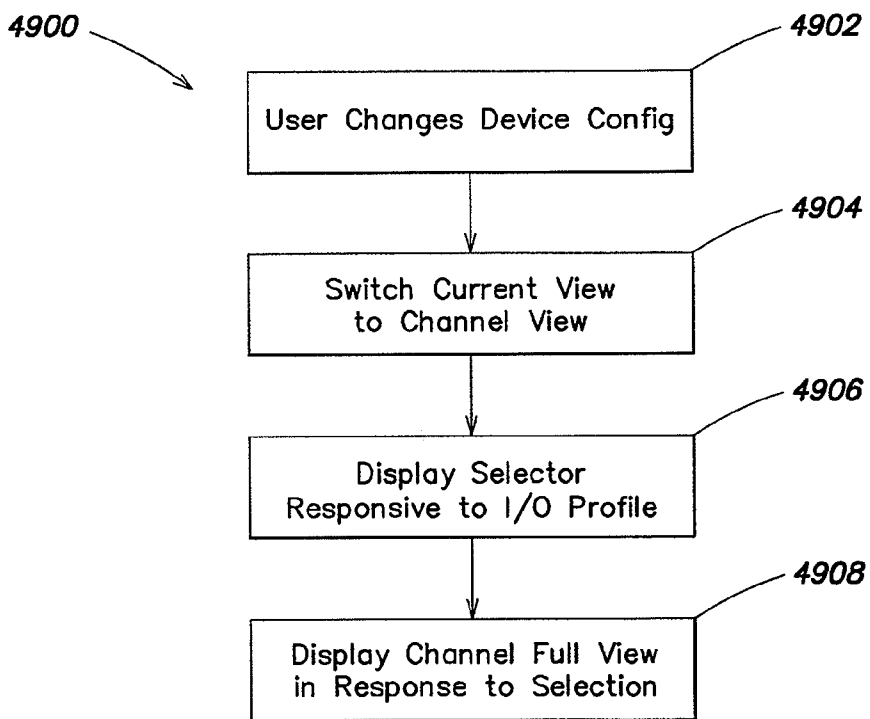 4900
4902
User Changes Device Config
4904
Switch Current View
to Channel View
4906
Display Selector
Responsive to I/O Profile
4908
Display Channel Full View
in Response to Selection